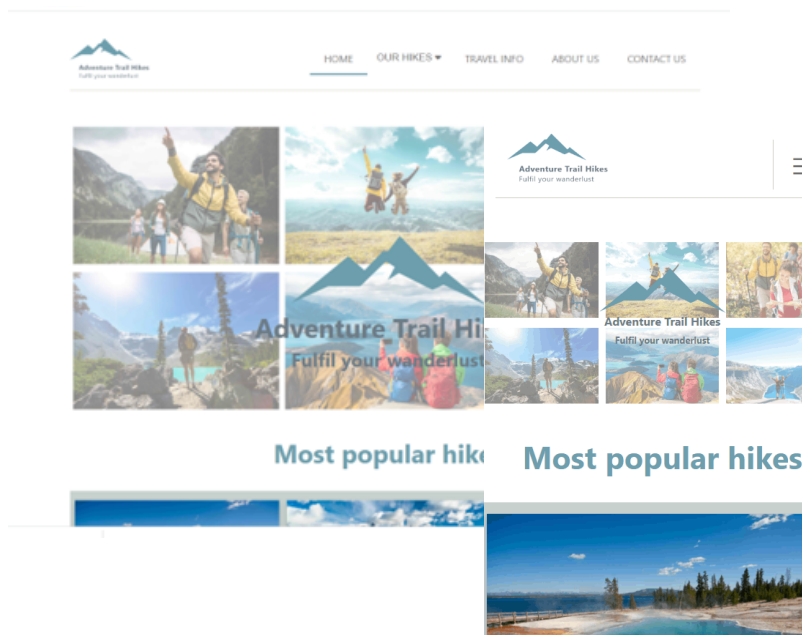 Adventure Trail Hikes
Fulfil your wanderlust
HOME
OUR HIKES
TRAVEL INFO
ABOUT US
CONTACT US
Adventure Trail Hi
Fulfil your wanderlust
Most popular hike
Adventure Trail Hikes
Fulfil your wanderlust
Adventure Trail Hikes
Fulfil your wanderlust
Most popular hikes